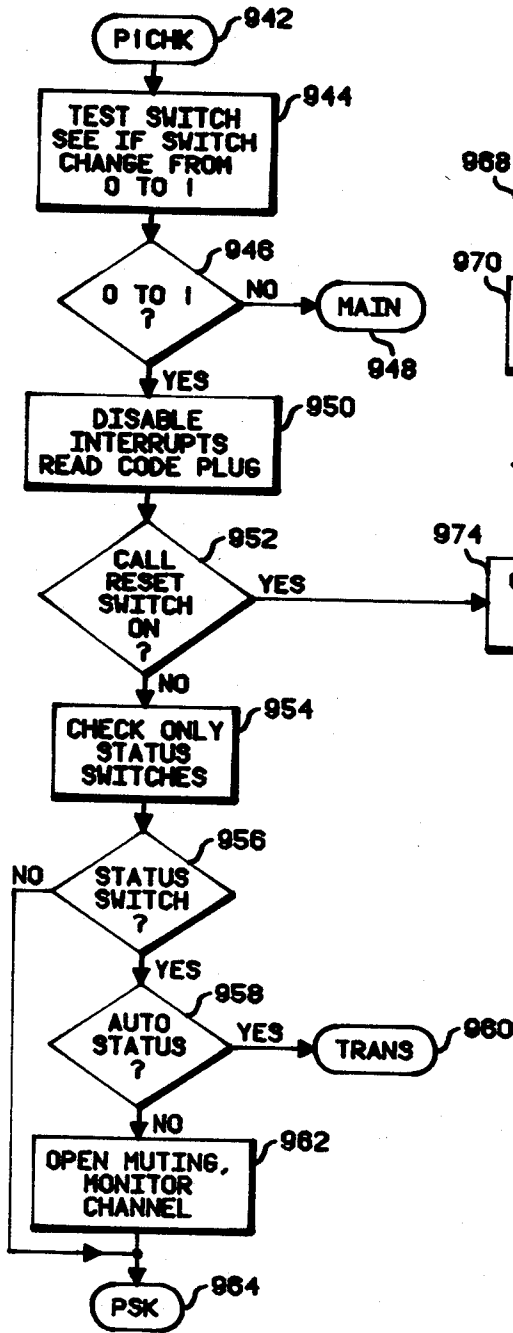 PICHK
942
TEST SWITCH
SEE IF SWITCH
CHANGE FROM
0 TO 1
944
968
946
0 TO 1
?
NO
MAIN
948
970
YES
DISABLE
INTERRUPTS
READ CODE PLUG
950
952
CALL
RESET
SWITCH
ON
?
YES
974
NO
CHECK ONLY
STATUS
SWITCHES
954
956
NO
STATUS
SWITCH
?
YES
958
AUTO
STATUS
?
YES
TRANS
960
NO
OPEN MUTING,
MONITOR
CHANNEL
962
PSK
964